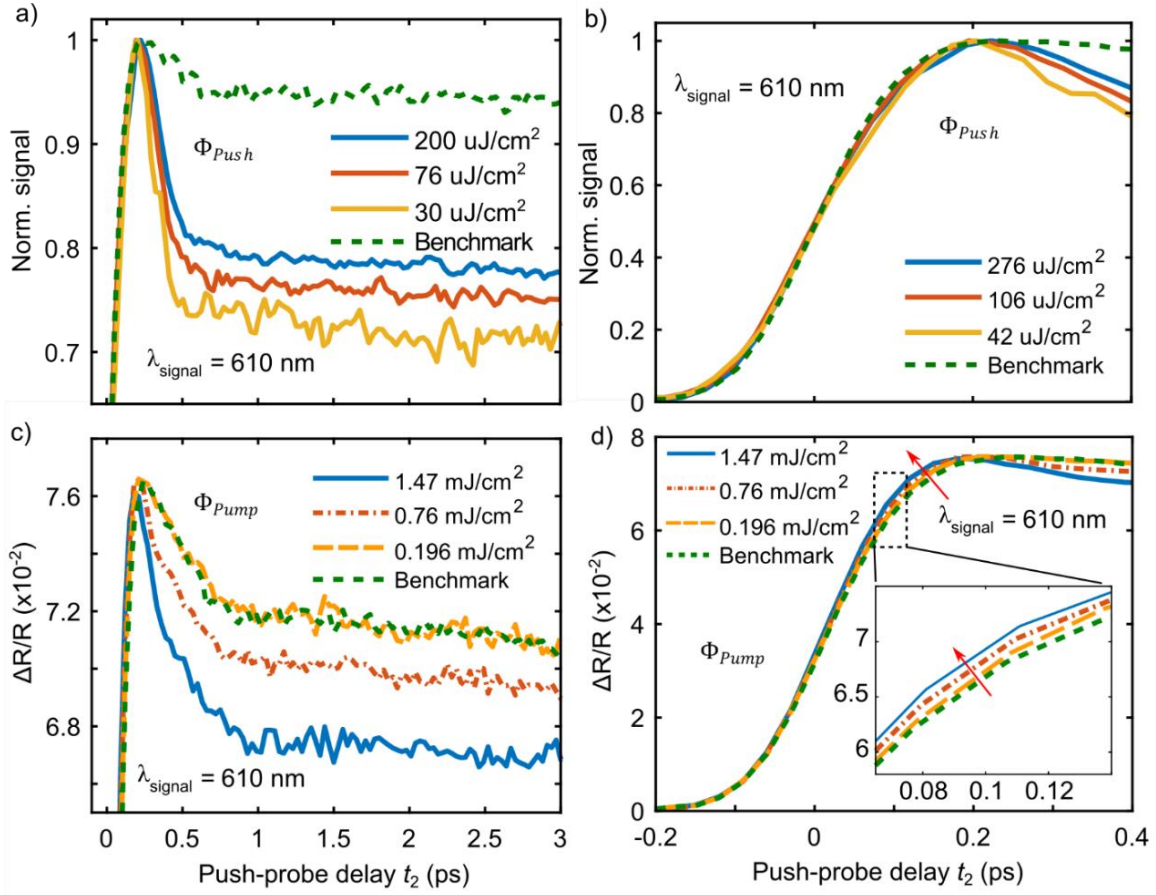 a)
1
0.9
0.8
0.7
Norm. signal
Φ_Push
200 uJ/cm²
76 uJ/cm²
30 uJ/cm²
Benchmark
λ_signal = 610 nm
b)
1
0.8
0.6
0.4
0.2
0
Norm. signal
λ_signal = 610 nm
Φ_Push
276 uJ/cm²
106 uJ/cm²
42 uJ/cm²
Benchmark
c)
7.6
7.2
6.8
ΔR/R (x10⁻²)
Φ_Pump
1.47 mJ/cm²
0.76 mJ/cm²
0.196 mJ/cm²
Benchmark
λ_signal = 610 nm
0 0.5 1 1.5 2 2.5 3
Push-probe delay t₂ (ps)
d)
8
6
4
2
0
ΔR/R (x10⁻²)
1.47 mJ/cm²
0.76 mJ/cm²
0.196 mJ/cm²
Benchmark
λ_signal = 610 nm
Φ_Pump
7
6.5
6
0.08 0.1 0.12
-0.2 0 0.2 0.4
Push-probe delay t₂ (ps)